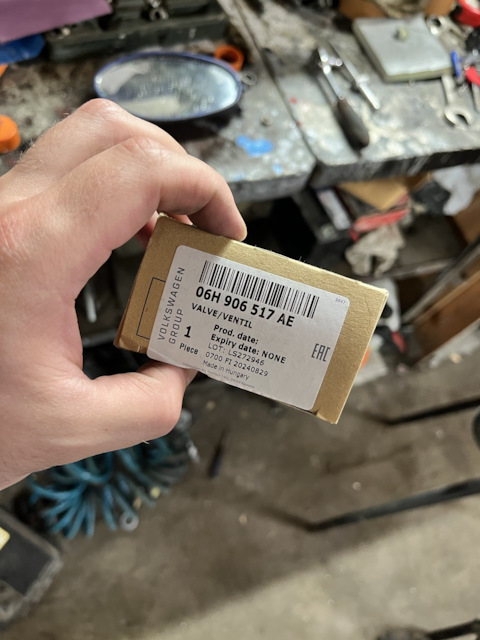 VOLKSWAGEN
GROUP
06H 906 517 AE
VALVE/VENTIL
1
Piece
Prod. date:
Expiry date: NONE
LOT: LS272946
0700 PI 20240829
Made in Hungary
EAC